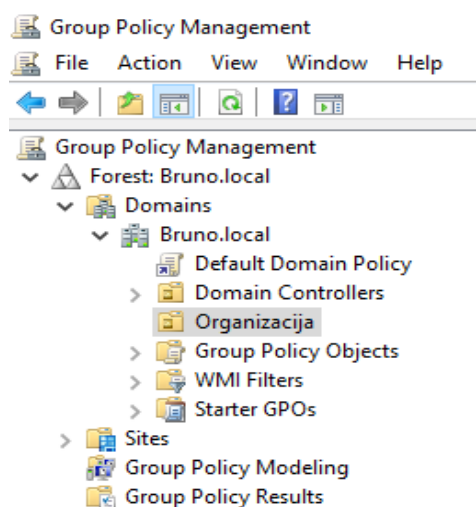 Group Policy Management
File Action View Window Help
Group Policy Management
Forest: Bruno.local
Domains
Bruno.local
Default Domain Policy
Domain Controllers
Organizacija
Group Policy Objects
WMI Filters
Starter GPOs
Sites
Group Policy Modeling
Group Policy Results